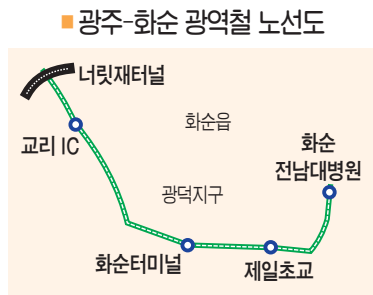 ■ 광주-화순 광역철 노선도
너릿재터널
교리 IC
화순읍
화순
전남대병원
광덕지구
화순터미널
제일초교